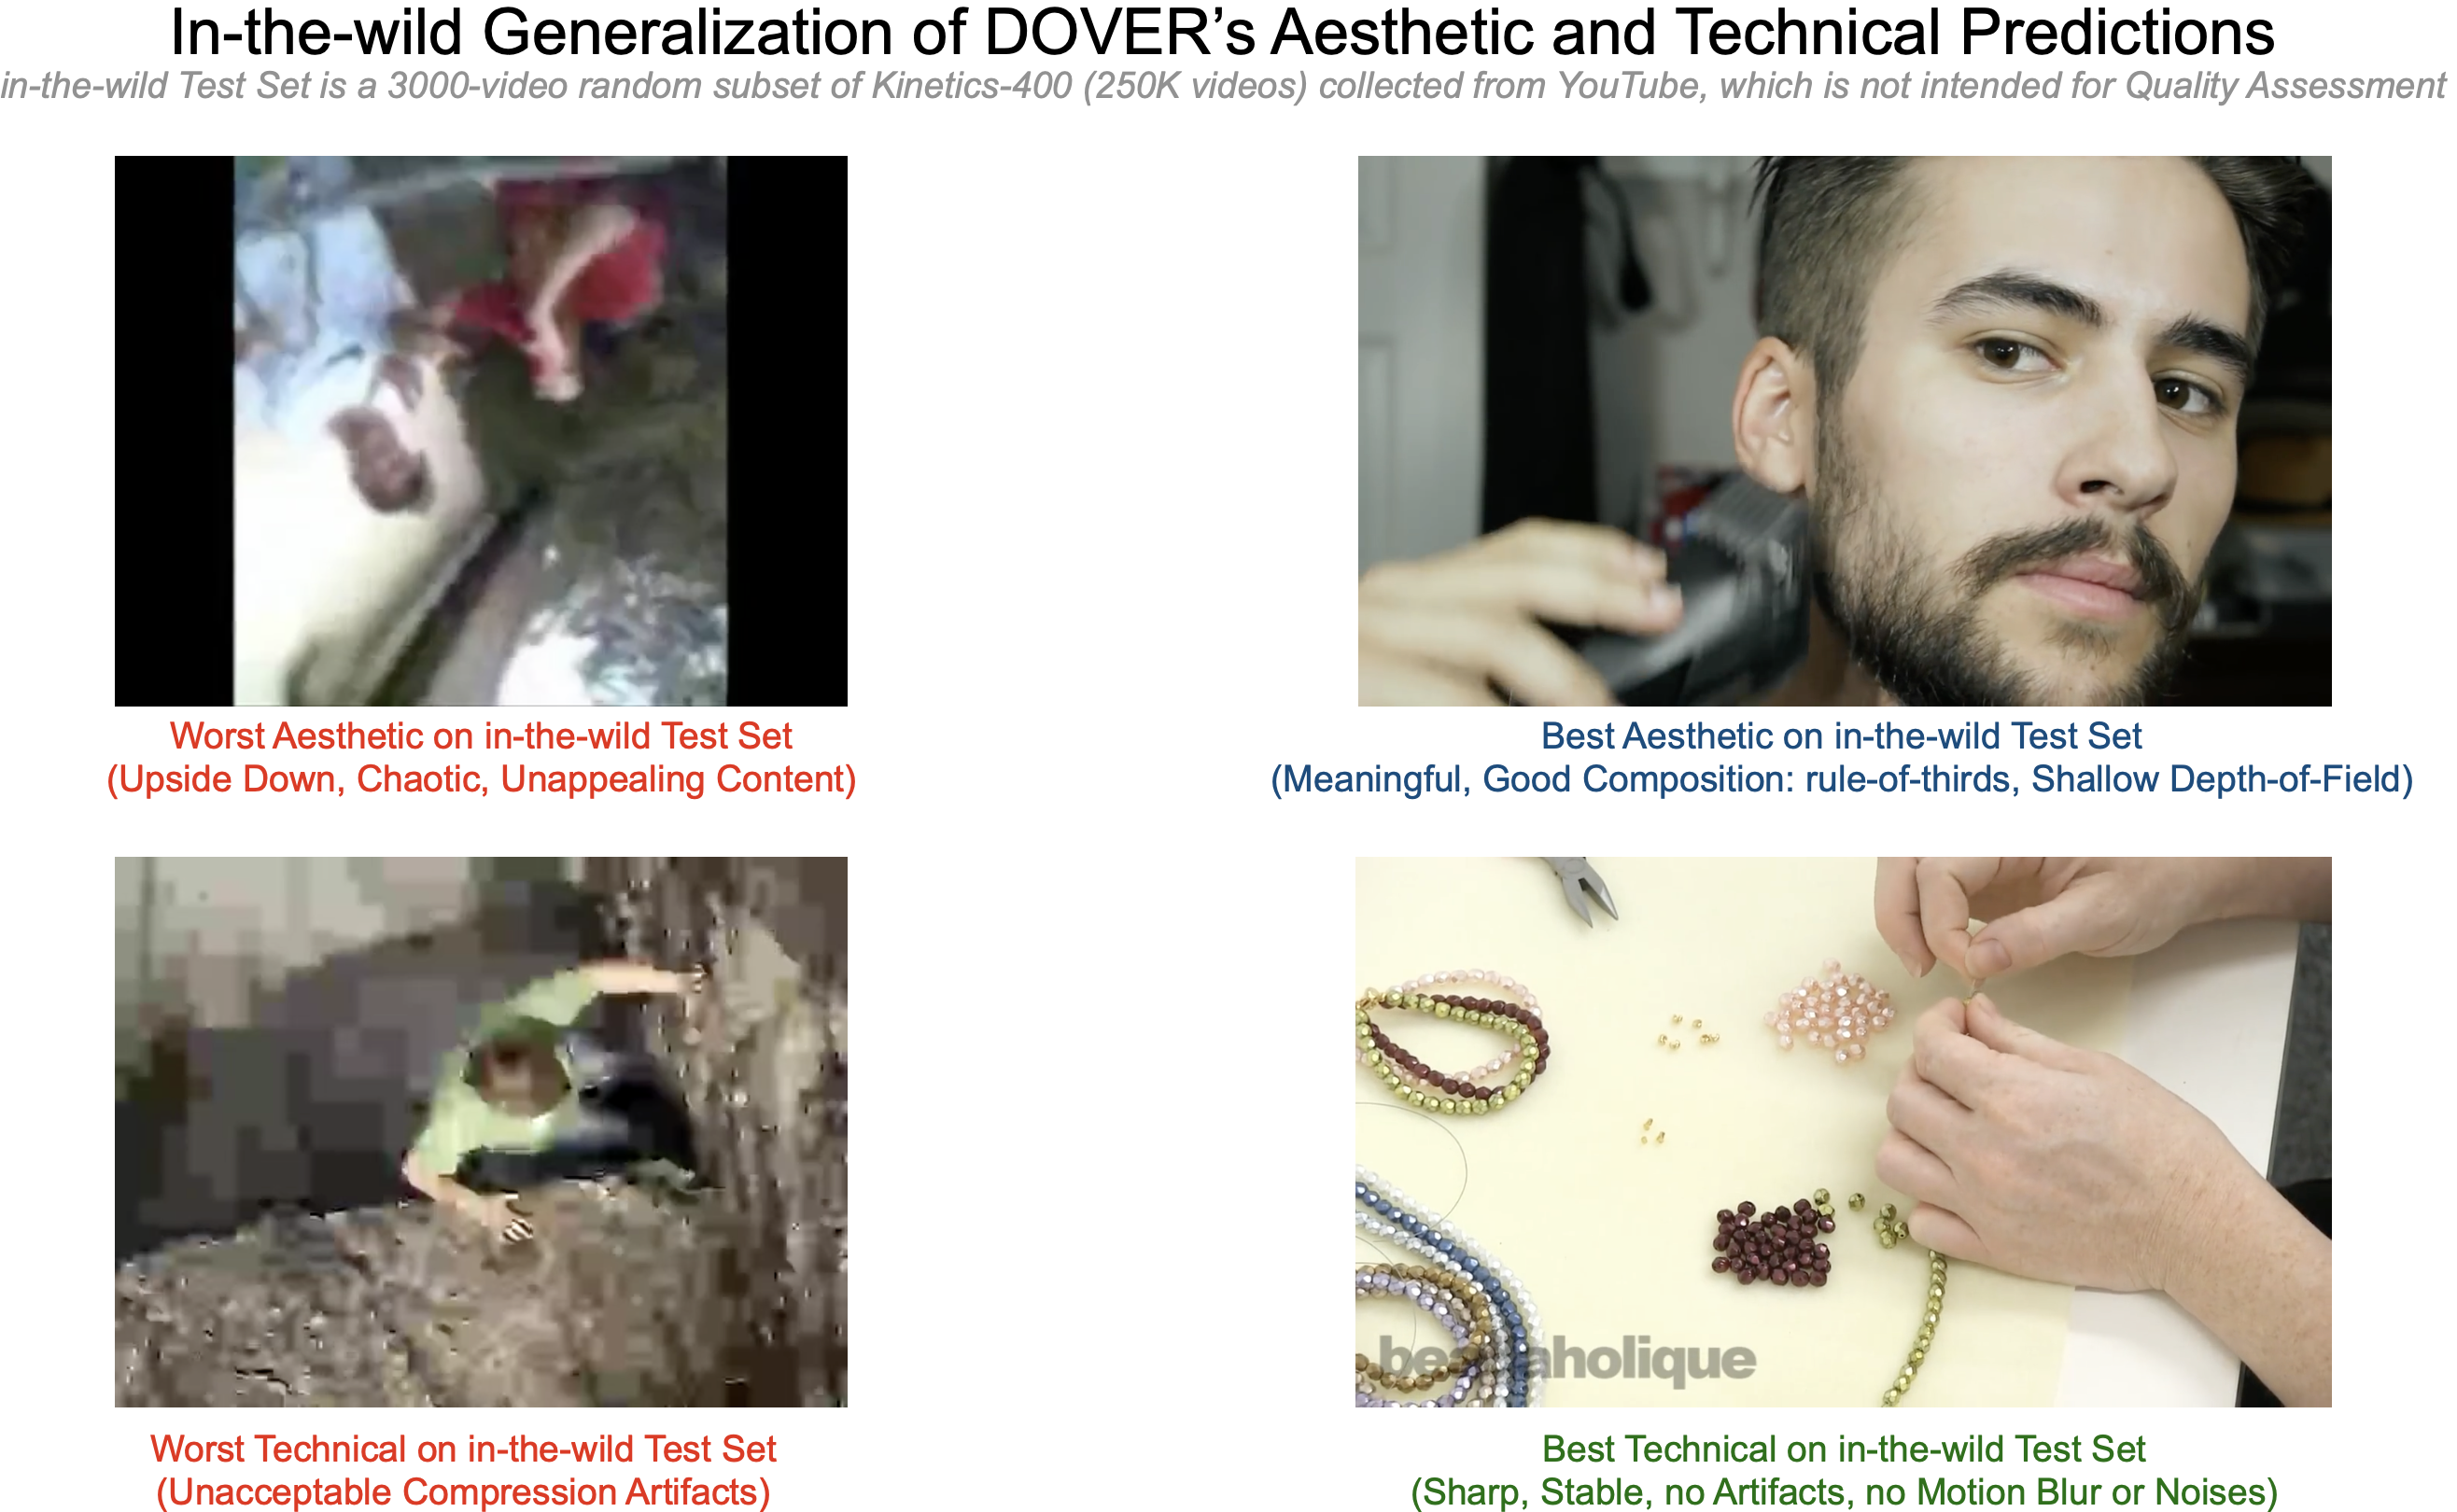 In-the-wild Generalization of DOVER's Aesthetic and Technical Predictions
in-the-wild Test Set is a 3000-video random subset of Kinetics-400 (250K videos) collected from YouTube, which is not intended for Quality Assessment
Worst Aesthetic on in-the-wild Test Set
(Upside Down, Chaotic, Unappealing Content)
Best Aesthetic on in-the-wild Test Set
(Meaningful, Good Composition: rule-of-thirds, Shallow Depth-of-Field)
Worst Technical on in-the-wild Test Set
(Unacceptable Compression Artifacts)
Best Technical on in-the-wild Test Set
(Sharp, Stable, no Artifacts, no Motion Blur or Noises)